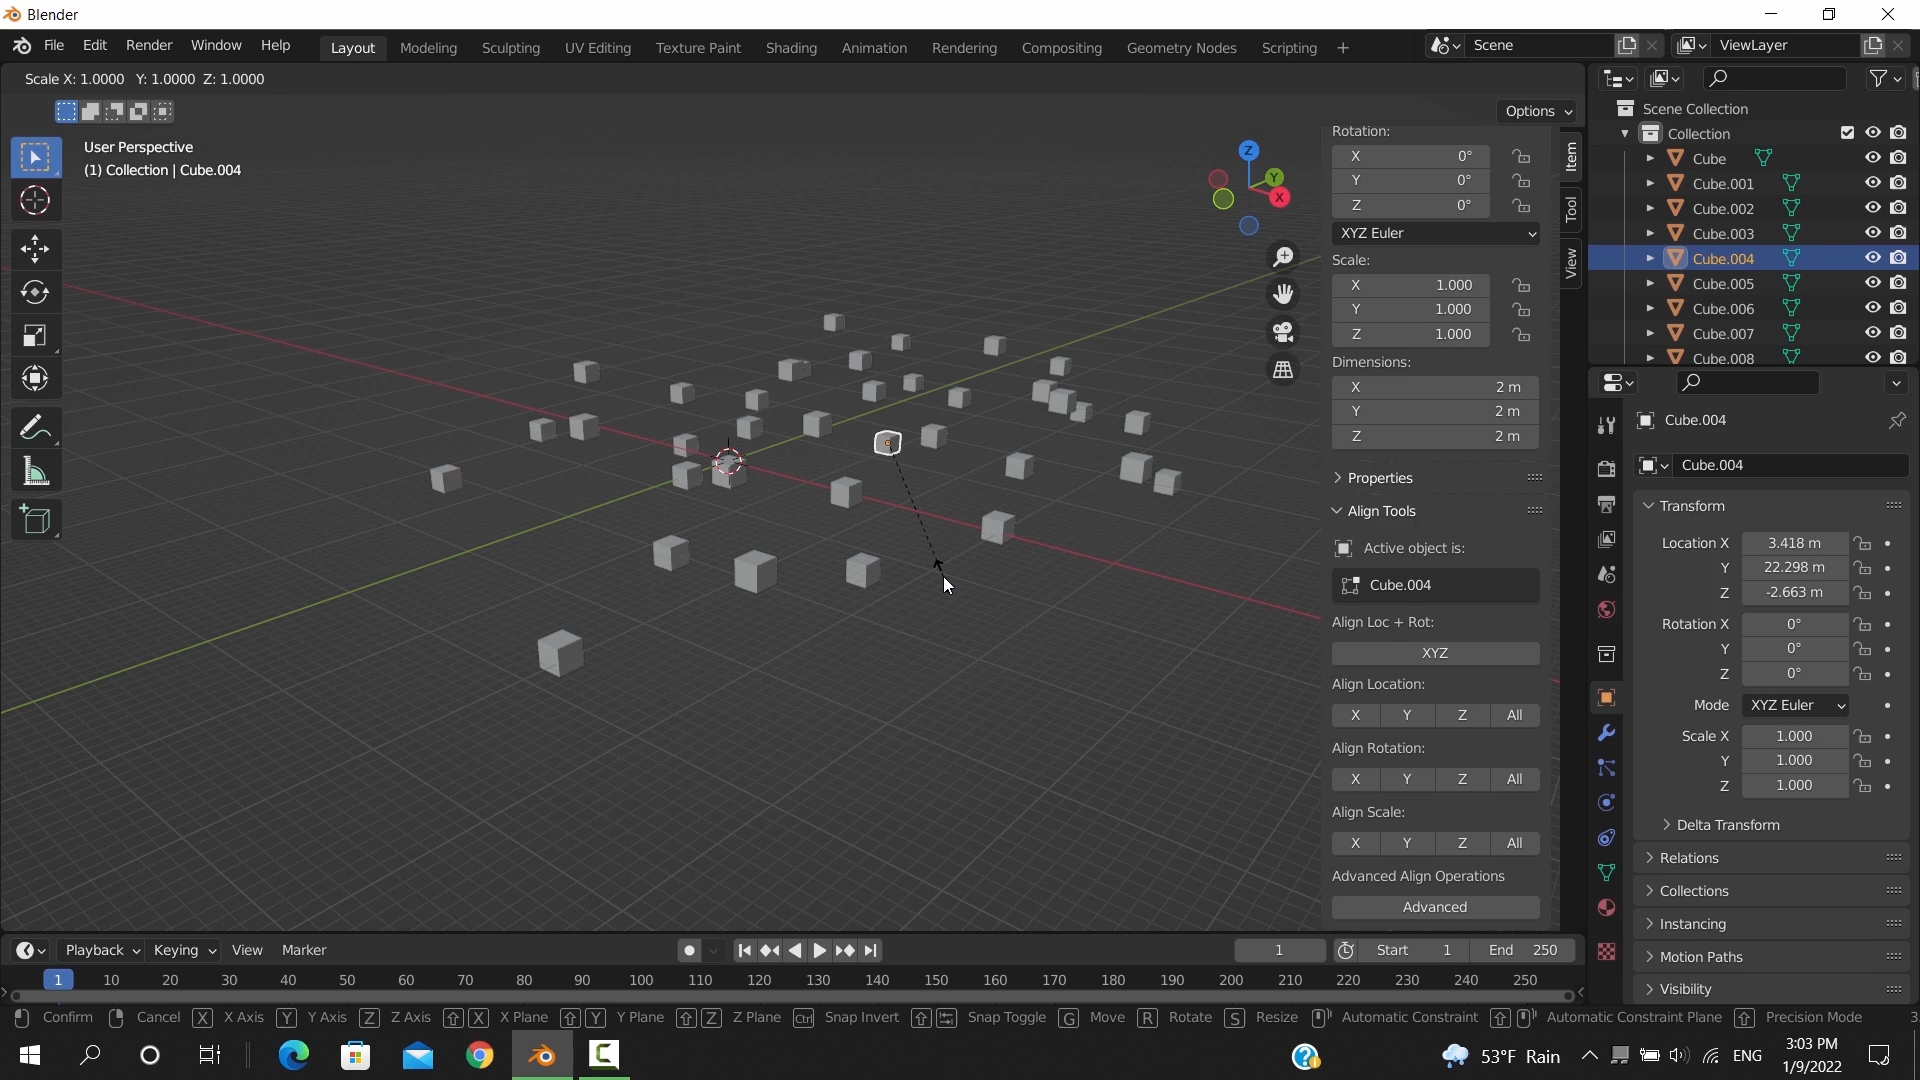 Blender
File Edit Render Window Help Layout Modeling Sculpting UV Editing Texture Paint Shading Animation Rendering Compositing Geometry Nodes Scripting + Scene ViewLayer
Scale X: 1.0000 Y: 1.0000 Z: 1.0000
Options
User Perspective
(1) Collection | Cube.004
Z
Y
X
Rotation:
X 0°
Y 0°
Z 0°
XYZ Euler
Scale:
X 1.000
Y 1.000
Z 1.000
Dimensions:
X 2 m
Y 2 m
Z 2 m
Properties
Align Tools
Active object is:
Cube.004
Align Loc + Rot:
XYZ
Align Location:
X Y Z All
Align Rotation:
X Y Z All
Align Scale:
X Y Z All
Advanced Align Operations
Advanced
Item
Tool
View
Scene Collection
Collection
Cube
Cube.001
Cube.002
Cube.003
Cube.004
Cube.005
Cube.006
Cube.007
Cube.008
Cube.004
Cube.004
Transform
Location X 3.418 m
Y 22.298 m
Z -2.663 m
Rotation X 0°
Y 0°
Z 0°
Mode XYZ Euler
Scale X 1.000
Y 1.000
Z 1.000
Delta Transform
Relations
Collections
Instancing
Motion Paths
Visibility
Playback Keying View Marker 1 Start 1 End 250
1 10 20 30 40 50 60 70 80 90 100 110 120 130 140 150 160 170 180 190 200 210 220 230 240 250
Confirm Cancel X X Axis Y Y Axis Z Z Axis X X Plane Y Y Plane Z Z Plane Ctrl Snap Invert Snap Toggle G Move R Rotate S Resize Automatic Constraint Automatic Constraint Plane Precision Mode 3
53°F Rain ENG 3:03 PM
1/9/2022